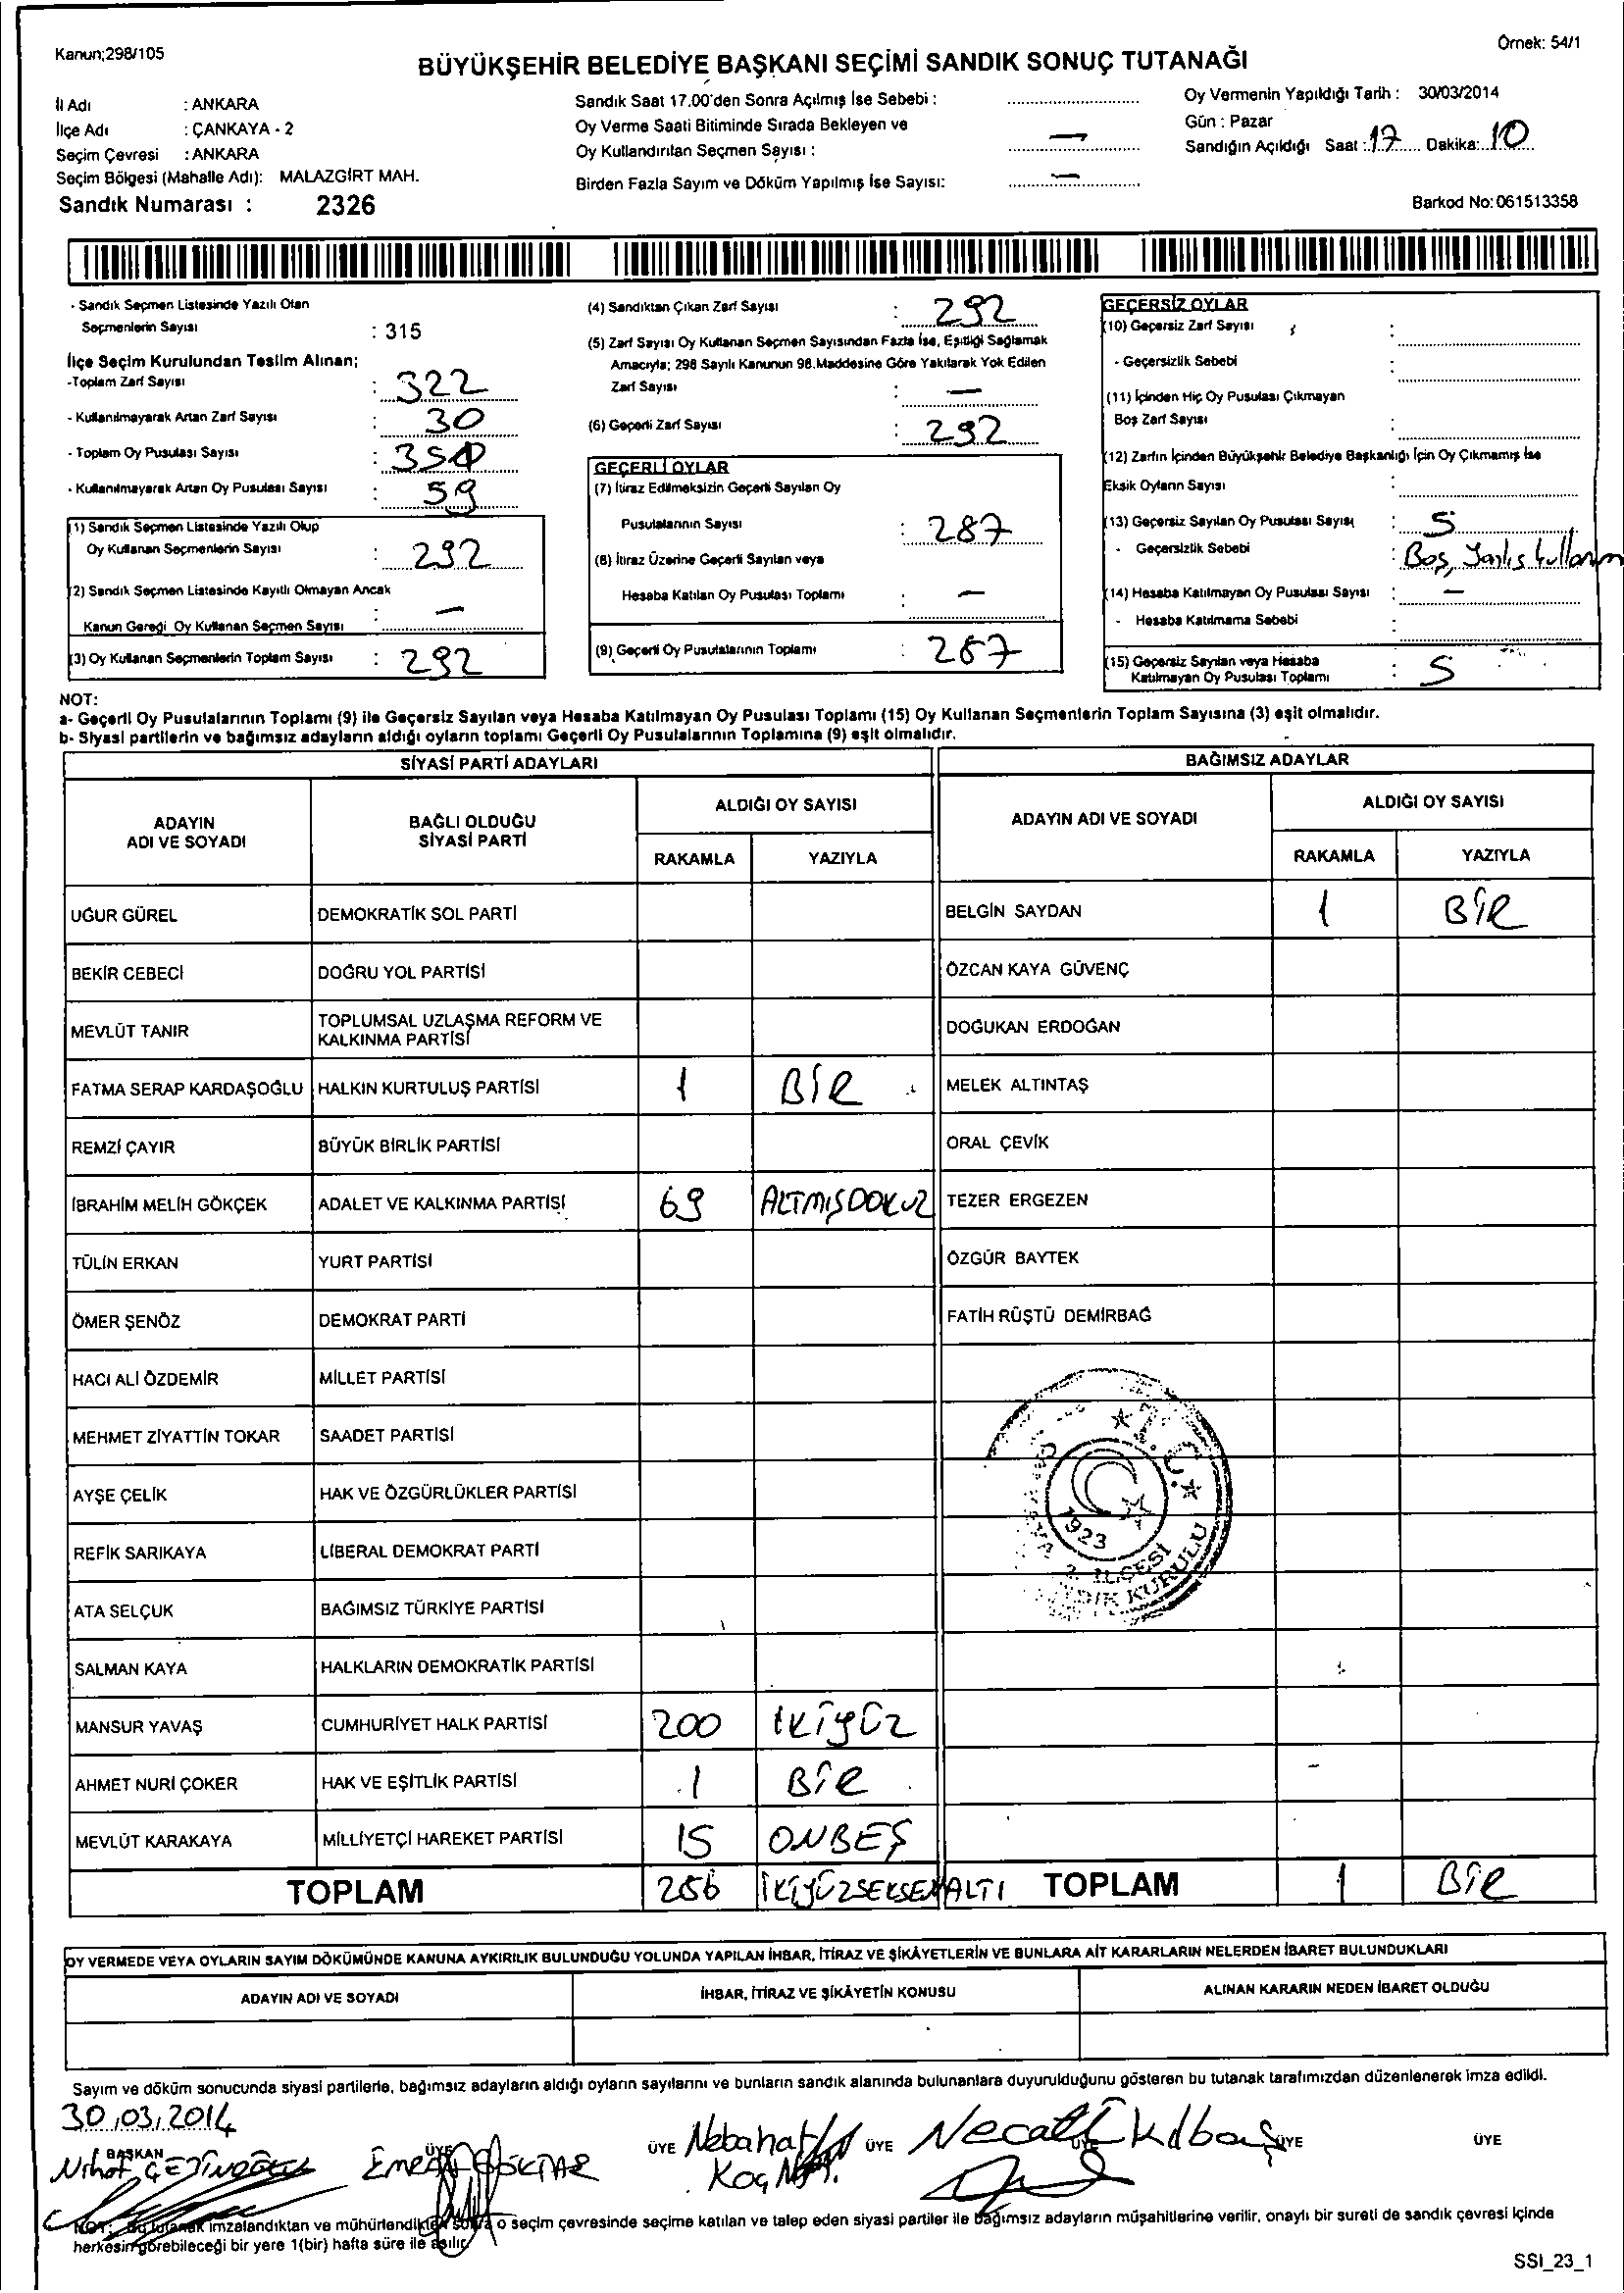 Kanun;298/105
Örnek: 54/1
BÜYÜKŞEHİR BELEDİYE BAŞKANI SEÇİMİ SANDIK SONUÇ TUTANAĞI
İl Adı : ANKARA
İlçe Adı : ÇANKAYA - 2
Seçim Çevresi : ANKARA
Seçim Bölgesi (Mahalle Adı): MALAZGİRT MAH.
Sandık Numarası : 2326
Sandık Saat 17.00'den Sonra Açılmış İse Sebebi :
Oy Verme Saati Bitiminde Sırada Bekleyen ve
Oy Kullandırılan Seçmen Sayısı : —
Birden Fazla Sayım ve Döküm Yapılmış İse Sayısı: —
Oy Vermenin Yapıldığı Tarih : 30/03/2014
Gün : Pazar
Sandığın Açıldığı Saat : 17 Dakika: 10
Barkod No: 061513358
- Sandık Seçmen Listesinde Yazılı Olan
Seçmenlerin Sayısı : 315
İlçe Seçim Kurulundan Teslim Alınan;
-Toplam Zarf Sayısı : 322
- Kullanılmayarak Artan Zarf Sayısı : 30
- Toplam Oy Pusulası Sayısı :
- Kullanılmayarak Artan Oy Pusulası Sayısı : 59
(1) Sandık Seçmen Listesinde Yazılı Olup
Oy Kullanan Seçmenlerin Sayısı : 292
(2) Sandık Seçmen Listesinde Kayıtlı Olmayan Ancak
Kanun Gereği Oy Kullanan Seçmen Sayısı : —
(3) Oy Kullanan Seçmenlerin Toplam Sayısı : 292
(4) Sandıktan Çıkan Zarf Sayısı : 292
(5) Zarf Sayısı Oy Kullanan Seçmen Sayısından Fazla İse, Eşitliği Sağlamak
Amacıyla; 298 Sayılı Kanunun 98.Maddesine Göre Yakılarak Yok Edilen
Zarf Sayısı : —
(6) Geçerli Zarf Sayısı : 292
GEÇERLİ OYLAR
(7) İtiraz Edilmeksizin Geçerli Sayılan Oy
Pusulalarının Sayısı : 287
(8) İtiraz Üzerine Geçerli Sayılan veya
Hesaba Katılan Oy Pusulası Toplamı : —
(9) Geçerli Oy Pusulalarının Toplamı : 287
GEÇERSİZ OYLAR
(10) Geçersiz Zarf Sayısı :
- Geçersizlik Sebebi :
(11) İçinden Hiç Oy Pusulası Çıkmayan
Boş Zarf Sayısı :
(12) Zarfın İçinden Büyükşehir Belediye Başkanlığı İçin Oy Çıkmamış İse
Eksik Oyların Sayısı :
(13) Geçersiz Sayılan Oy Pusulası Sayısı : 5
- Geçersizlik Sebebi : Boş, Yanlış kullanım
(14) Hesaba Katılmayan Oy Pusulası Sayısı : —
- Hesaba Katılmama Sebebi :
(15) Geçersiz Sayılan veya Hesaba
Katılmayan Oy Pusulası Toplamı : 5
NOT:
a- Geçerli Oy Pusulalarının Toplamı (9) ile Geçersiz Sayılan veya Hesaba Katılmayan Oy Pusulası Toplamı (15) Oy Kullanan Seçmenlerin Toplam Sayısına (3) eşit olmalıdır.
b- Siyasi partilerin ve bağımsız adayların aldığı oyların toplamı Geçerli Oy Pusulalarının Toplamına (9) eşit olmalıdır.
SİYASİ PARTİ ADAYLARI
BAĞIMSIZ ADAYLAR
ADAYIN ADI VE SOYADI
BAĞLI OLDUĞU SİYASİ PARTİ
ALDIĞI OY SAYISI
RAKAMLA YAZIYLA
ADAYIN ADI VE SOYADI
ALDIĞI OY SAYISI
RAKAMLA YAZIYLA
UĞUR GÜREL DEMOKRATİK SOL PARTİ BELGİN SAYDAN 1 BİR
BEKİR CEBECİ DOĞRU YOL PARTİSİ ÖZCAN KAYA GÜVENÇ
MEVLÜT TANIR TOPLUMSAL UZLAŞMA REFORM VE KALKINMA PARTİSİ DOĞUKAN ERDOĞAN
FATMA SERAP KARDAŞOĞLU HALKIN KURTULUŞ PARTİSİ 1 BİR MELEK ALTINTAŞ
REMZİ ÇAYIR BÜYÜK BİRLİK PARTİSİ ORAL ÇEVİK
İBRAHİM MELİH GÖKÇEK ADALET VE KALKINMA PARTİSİ 69 ALTMIŞDOKUZ TEZER ERGEZEN
TÜLİN ERKAN YURT PARTİSİ ÖZGÜR BAYTEK
ÖMER ŞENÖZ DEMOKRAT PARTİ FATİH RÜŞTÜ DEMİRBAĞ
HACI ALİ ÖZDEMİR MİLLET PARTİSİ
MEHMET ZİYATTİN TOKAR SAADET PARTİSİ
AYŞE ÇELİK HAK VE ÖZGÜRLÜKLER PARTİSİ
REFİK SARIKAYA LİBERAL DEMOKRAT PARTİ
ATA SELÇUK BAĞIMSIZ TÜRKİYE PARTİSİ
SALMAN KAYA HALKLARIN DEMOKRATİK PARTİSİ
MANSUR YAVAŞ CUMHURİYET HALK PARTİSİ 200 İKİYÜZ
AHMET NURİ ÇOKER HAK VE EŞİTLİK PARTİSİ 1 BİR
MEVLÜT KARAKAYA MİLLİYETÇİ HAREKET PARTİSİ 15 ONBEŞ
TOPLAM 286 İKİYÜZSEKSENALTI TOPLAM 1 BİR
T.C.
1923
2. İLÇESİ
SANDIK KURULU
OY VERMEDE VEYA OYLARIN SAYIM DÖKÜMÜNDE KANUNA AYKIRILIK BULUNDUĞU YOLUNDA YAPILAN İHBAR, İTİRAZ VE ŞİKÂYETLERİN VE BUNLARA AİT KARARLARIN NELERDEN İBARET BULUNDUKLARI
ADAYIN ADI VE SOYADI İHBAR, İTİRAZ VE ŞİKÂYETİN KONUSU ALINAN KARARIN NEDEN İBARET OLDUĞU
Sayım ve döküm sonucunda siyasi partilerle, bağımsız adayların aldığı oyların sayılarını ve bunların sandık alanında bulunanlara duyurulduğunu gösteren bu tutanak tarafımızdan düzenlenerek imza edildi.
30.03.2014
BAŞKAN ÜYE ÜYE ÜYE ÜYE ÜYE ÜYE
Nihat
Nebahat
Koç
Necati
NOT: Bu tutanak imzalandıktan ve mühürlendikten sonra o seçim çevresinde seçime katılan ve talep eden siyasi partiler ile bağımsız adayların müşahitlerine verilir, onaylı bir sureti de sandık çevresi içinde
herkesin görebileceği bir yere 1(bir) hafta süre ile asılır.
SSI_23_1